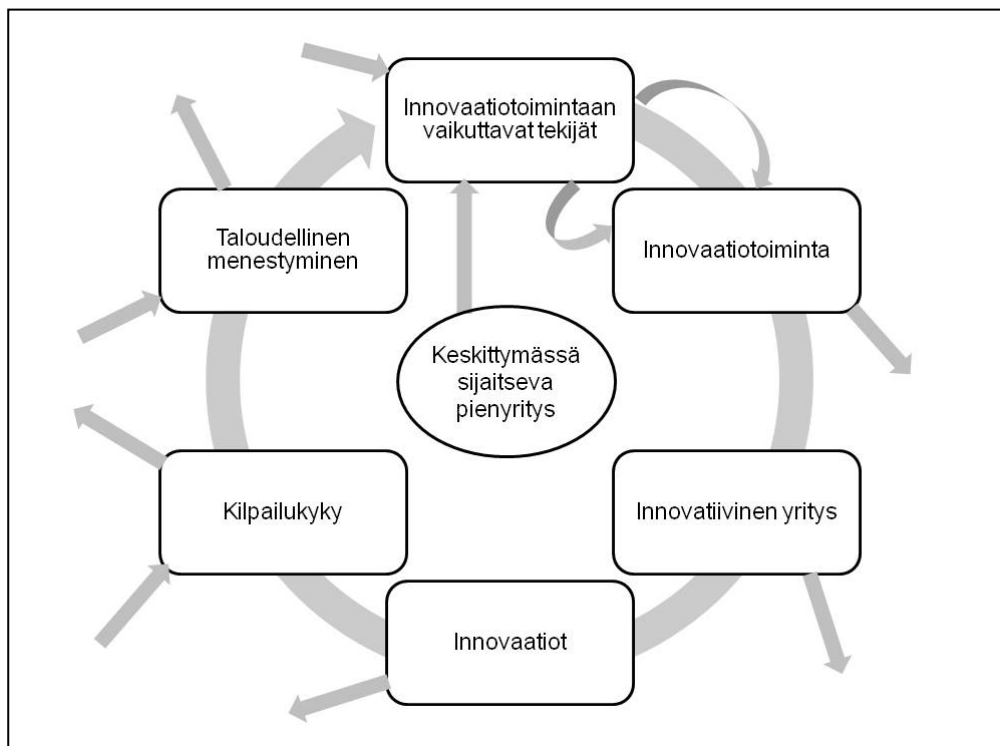 Innovaatiotoimintaan
vaikuttavat tekijät
Taloudellinen
menestyminen
Innovaatiotoiminta
Keskittymässä
sijaitseva
pienyritys
Kilpailukyky
Innovatiivinen yritys
Innovaatiot